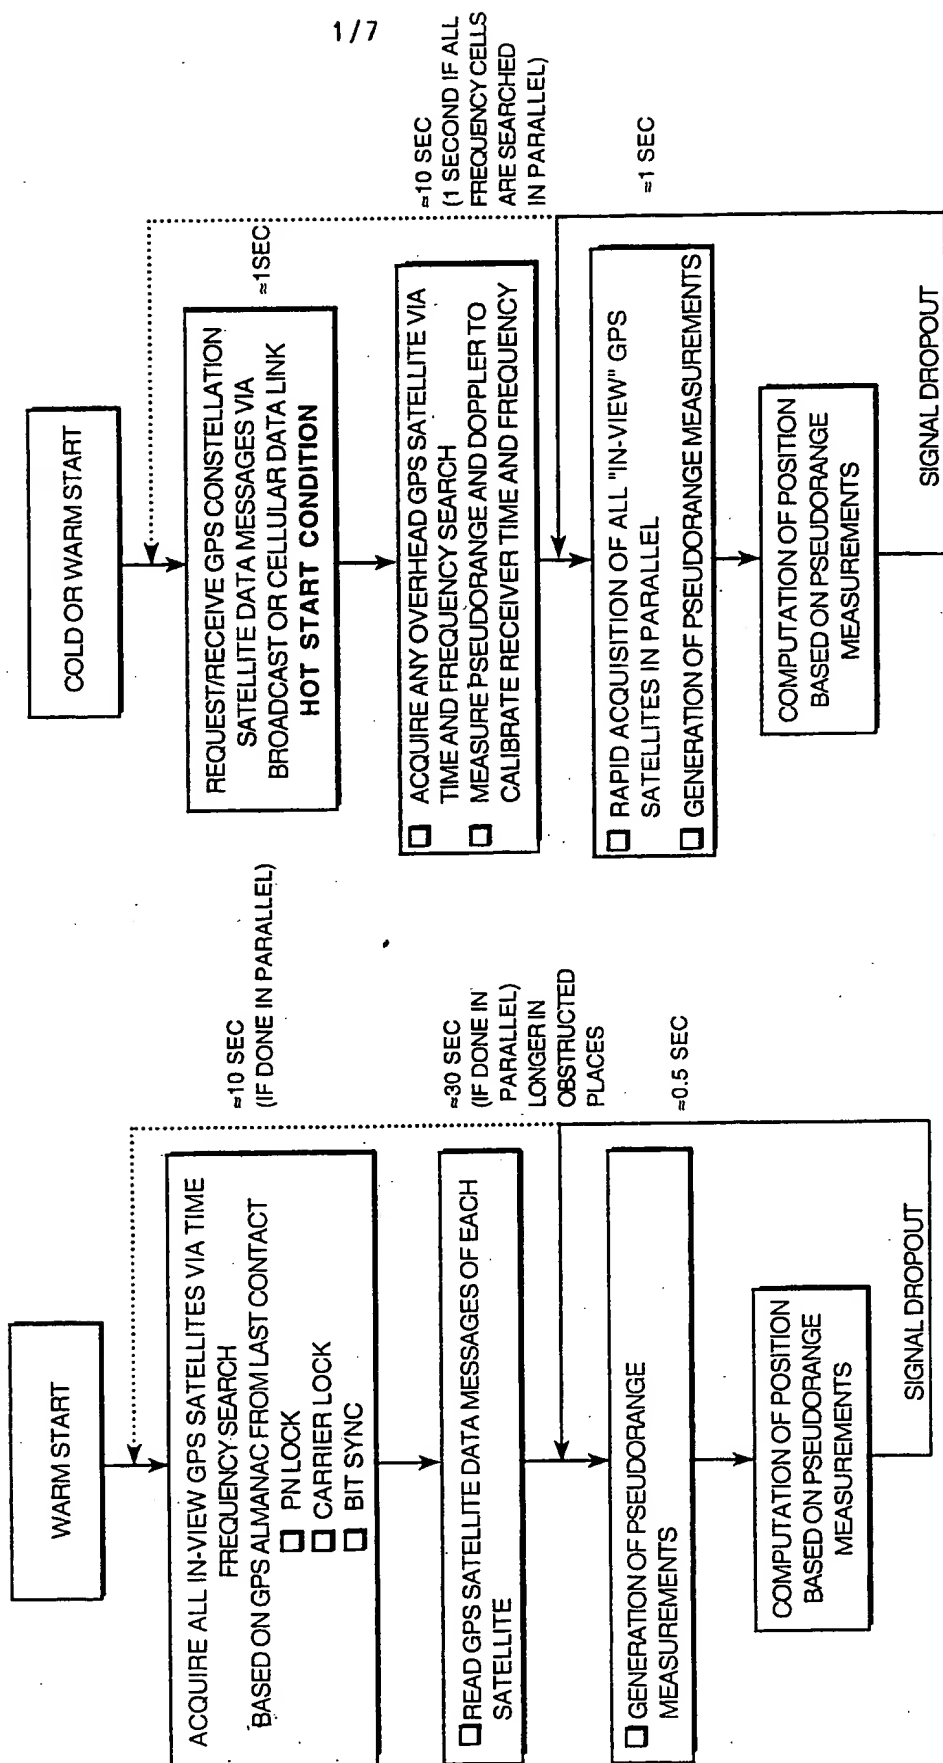 1/7
WARM START
ACQUIRE ALL IN-VIEW GPS SATELLITES VIA TIME
FREQUENCY SEARCH
BASED ON GPS ALMANAC FROM LAST CONTACT
☐ PN LOCK
☐ CARRIER LOCK
☐ BIT SYNC
≈10 SEC
(IF DONE IN PARALLEL)
☐ READ GPS SATELLITE DATA MESSAGES OF EACH
SATELLITE
≈30 SEC
(IF DONE IN
PARALLEL)
LONGER IN
OBSTRUCTED
PLACES
☐ GENERATION OF PSEUDORANGE
MEASUREMENTS
≈0.5 SEC
COMPUTATION OF POSITION
BASED ON PSEUDORANGE
MEASUREMENTS
SIGNAL DROPOUT
COLD OR WARM START
REQUEST/RECEIVE GPS CONSTELLATION
SATELLITE DATA MESSAGES VIA
BROADCAST OR CELLULAR DATA LINK
HOT START CONDITION
≈1SEC
☐ ACQUIRE ANY OVERHEAD GPS SATELLITE VIA
TIME AND FREQUENCY SEARCH
☐ MEASURE PSEUDORANGE AND DOPPLER TO
CALIBRATE RECEIVER TIME AND FREQUENCY
≈10 SEC
(1 SECOND IF ALL
FREQUENCY CELLS
ARE SEARCHED
IN PARALLEL)
☐ RAPID ACQUISITION OF ALL "IN-VIEW" GPS
SATELLITES IN PARALLEL
☐ GENERATION OF PSEUDORANGE MEASUREMENTS
≈1 SEC
COMPUTATION OF POSITION
BASED ON PSEUDORANGE
MEASUREMENTS
SIGNAL DROPOUT